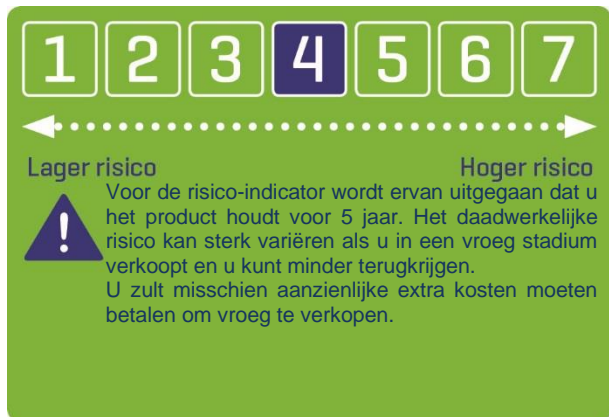 1 2 3 4 5 6 7
Lager risico Hoger risico
! Voor de risico-indicator wordt ervan uitgegaan dat u
het product houdt voor 5 jaar. Het daadwerkelijke
risico kan sterk variëren als u in een vroeg stadium
verkoopt en u kunt minder terugkrijgen.
U zult misschien aanzienlijke extra kosten moeten
betalen om vroeg te verkopen.